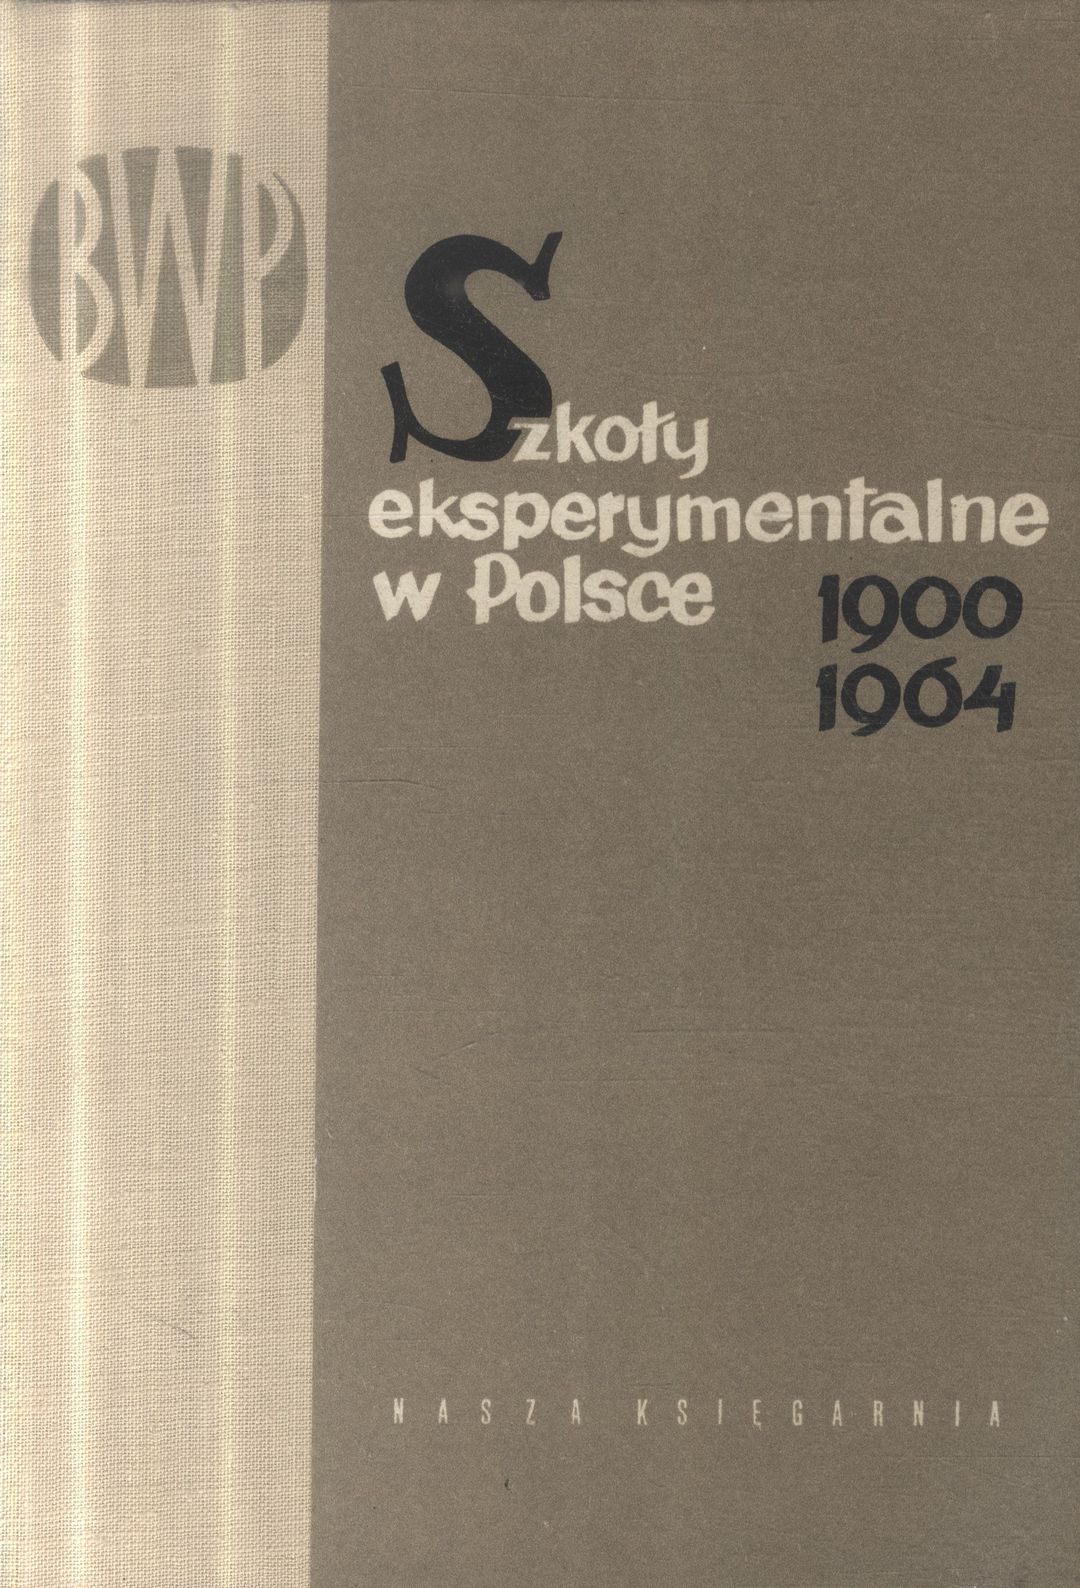 BWP
Szkoły
eksperymentalne
w Polsce
1900
1964
NASZA KSIĘGARNIA